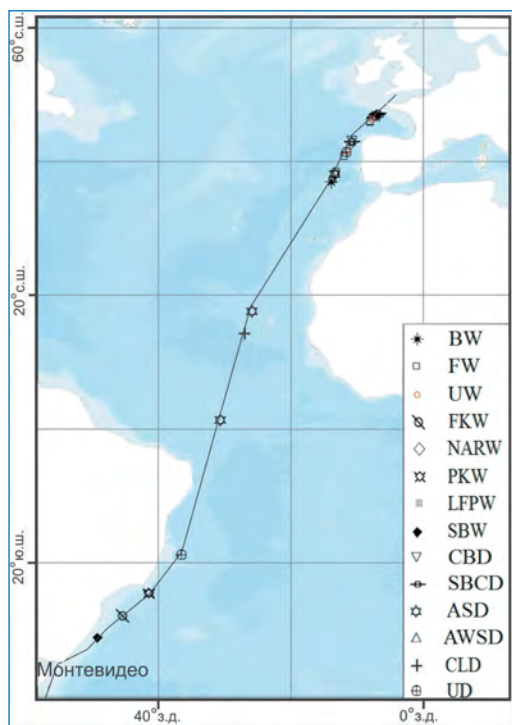 60° с.ш.
20° с.ш.
20° ю.ш.
BW
FW
UW
FKW
NARW
PKW
LFPW
SBW
CBD
SBCD
ASD
AWSD
CLD
UD
Монтевидео
40° з.д.
0° з.д.